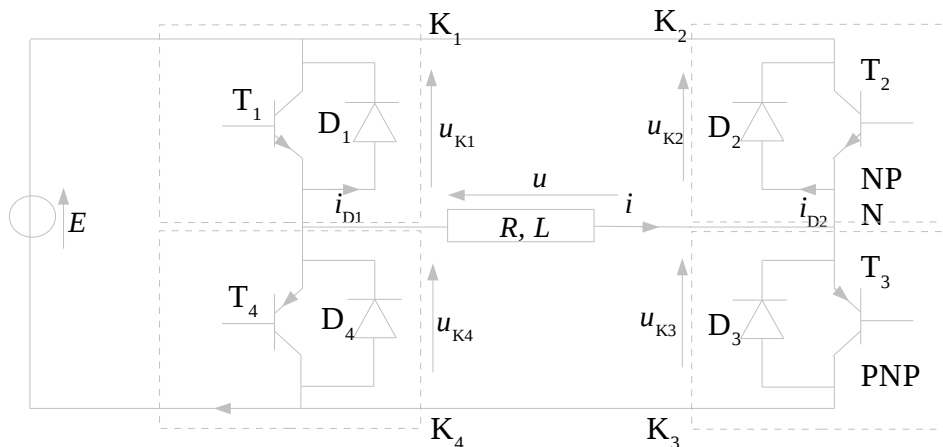 K1 K2
T1 D1 uK1 uK2 D2 T2
u
NP
N
E iD1 R, L i iD2
T4 D4 uK4 uK3 D3 T3
PNP
K4 K3